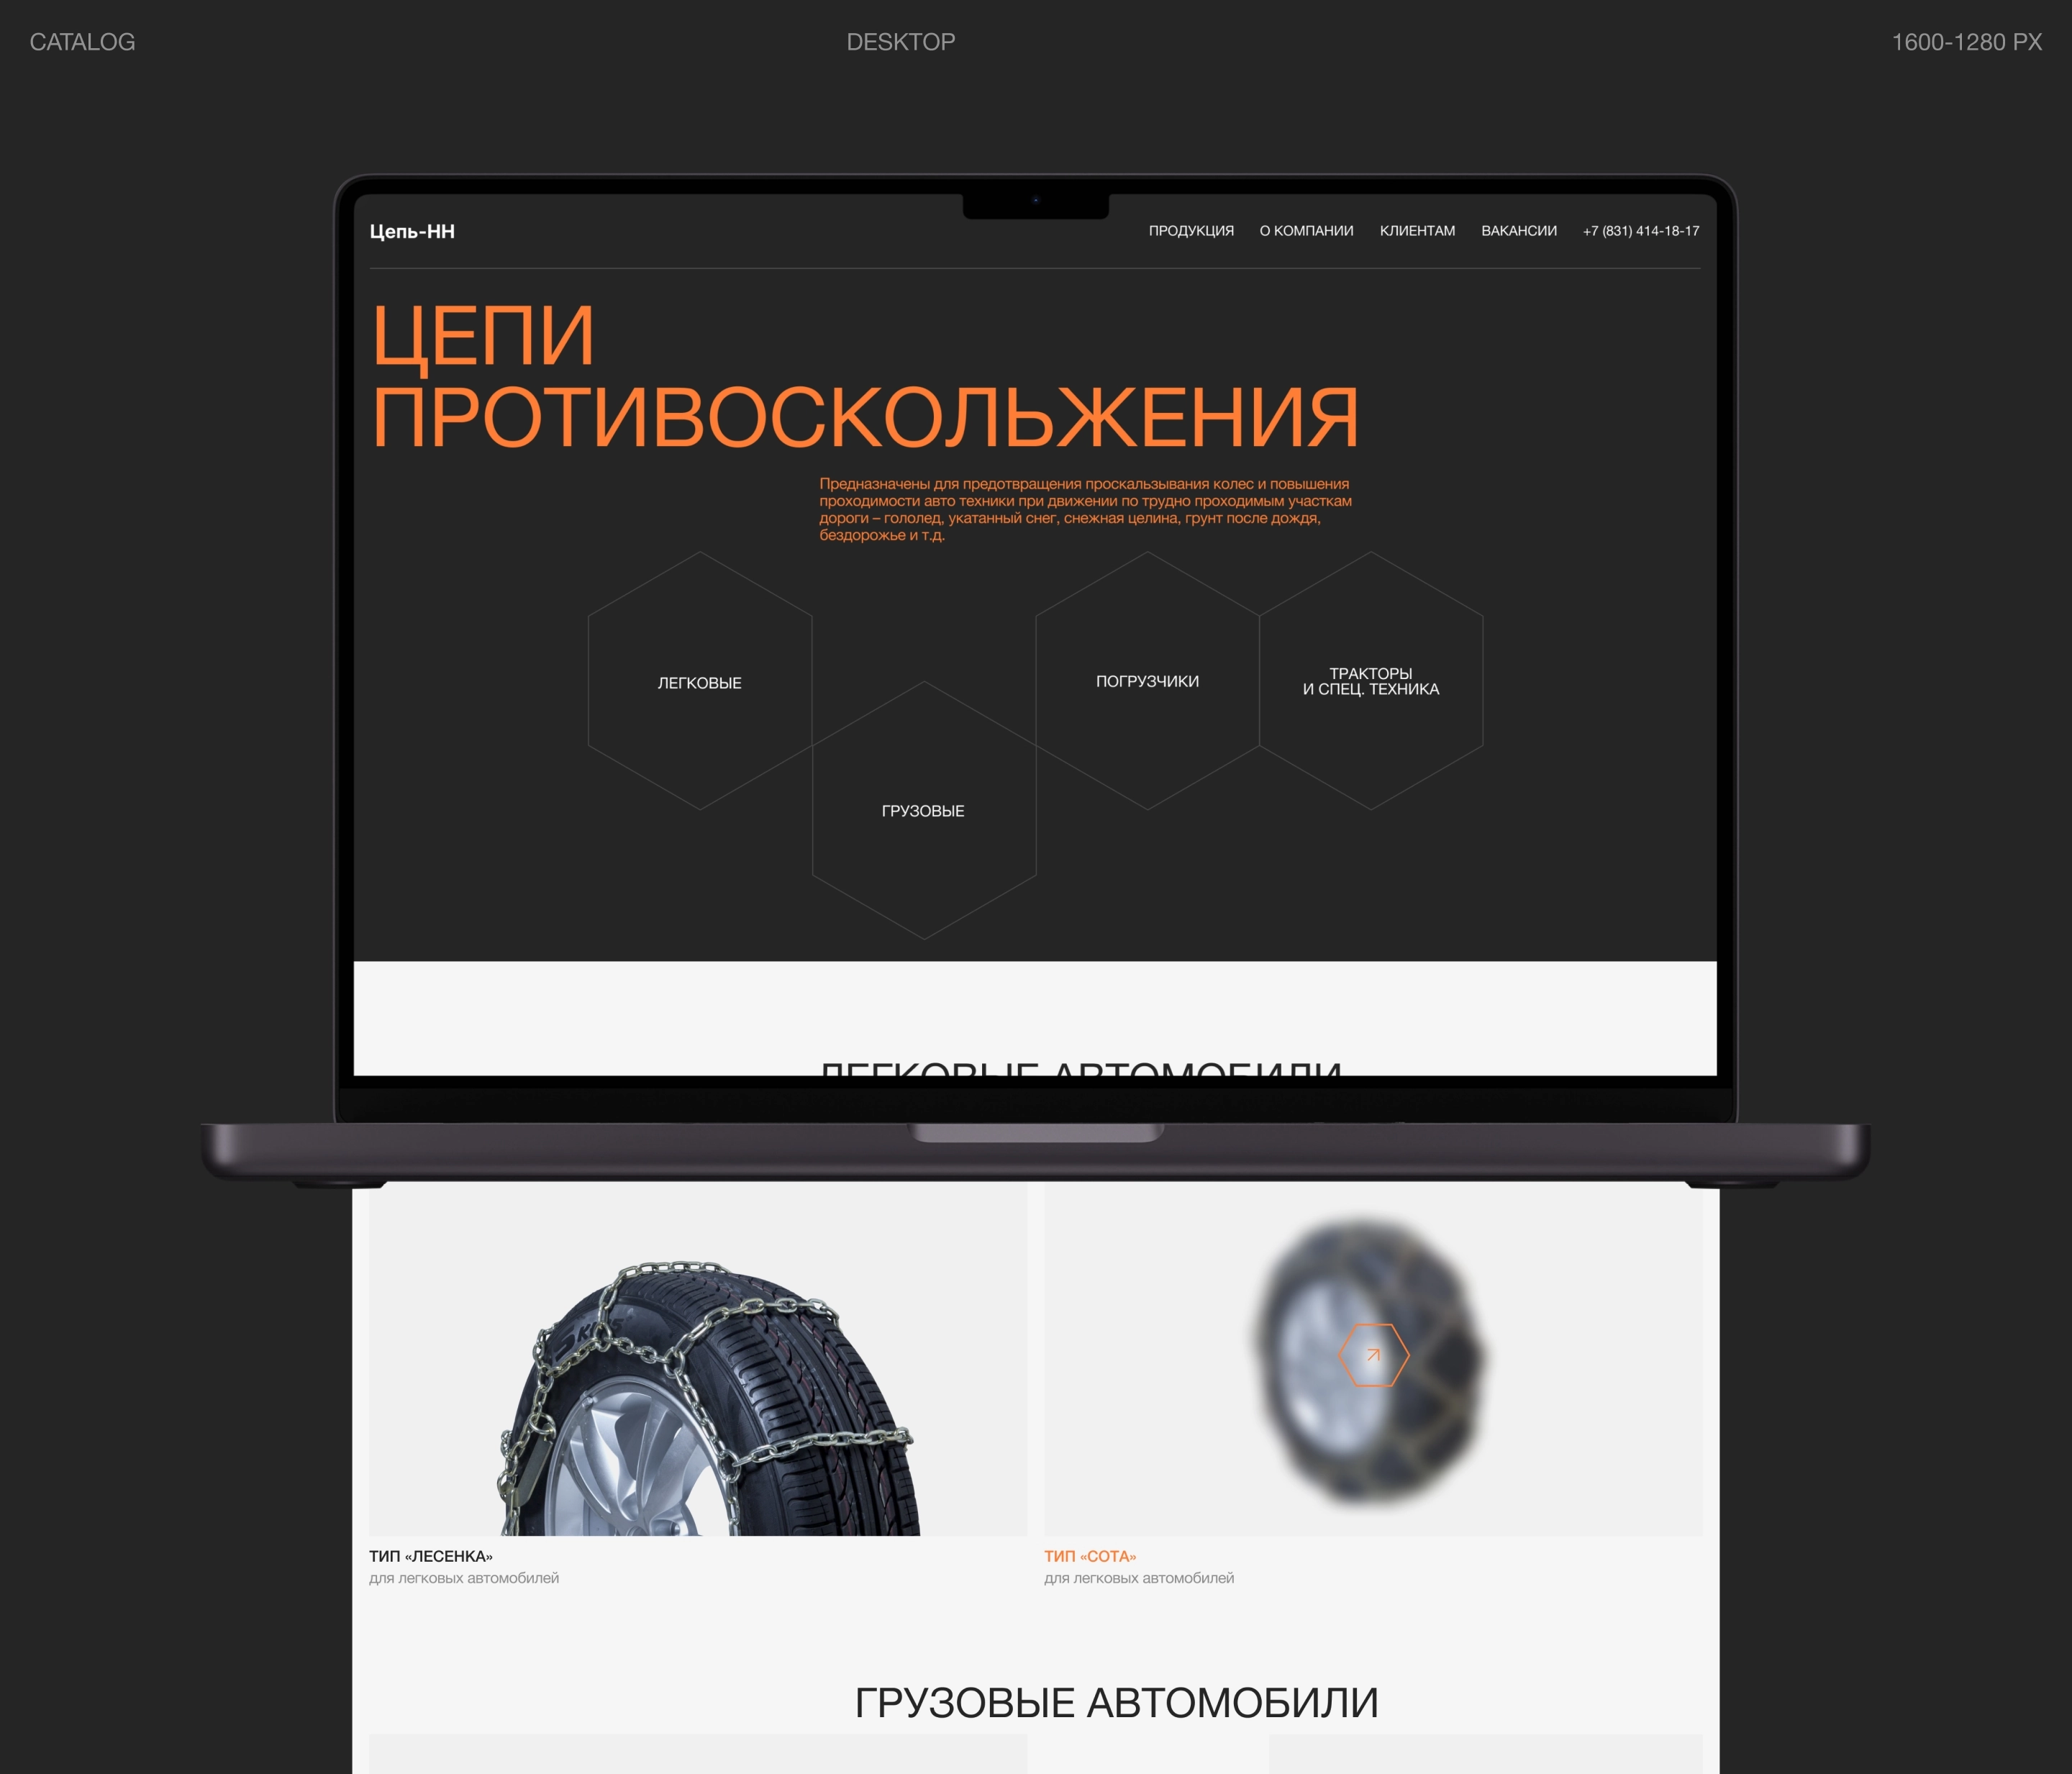 CATALOG
DESKTOP
1600-1280 PX
Цепь-НН
ПРОДУКЦИЯ
О КОМПАНИИ
КЛИЕНТАМ
ВАКАНСИИ
+7 (831) 414-18-17
ЦЕПИ
ПРОТИВОСКОЛЬЖЕНИЯ
Предназначены для предотвращения проскальзывания колес и повышения
проходимости авто техники при движении по трудно проходимым участкам
дороги – гололед, укатанный снег, снежная целина, грунт после дождя,
бездорожье и т.д.
ЛЕГКОВЫЕ
ГРУЗОВЫЕ
ПОГРУЗЧИКИ
ТРАКТОРЫ
И СПЕЦ. ТЕХНИКА
ЛЕГКОВЫЕ АВТОМОБИЛИ
ТИП «ЛЕСЕНКА»
для легковых автомобилей
ТИП «СОТА»
для легковых автомобилей
ГРУЗОВЫЕ АВТОМОБИЛИ